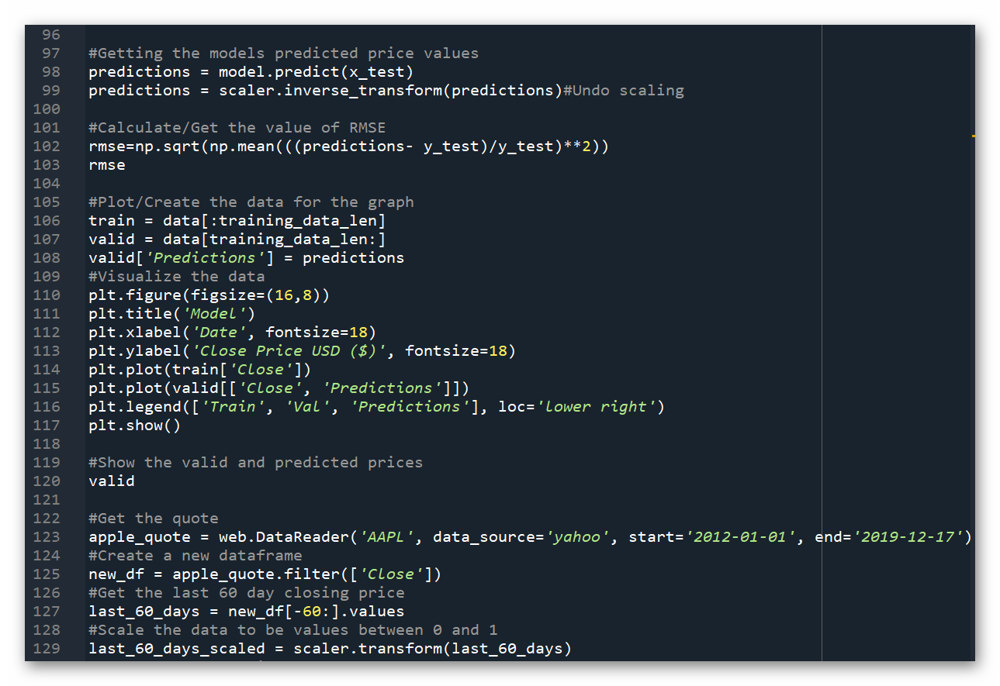 96
97 #Getting the models predicted price values
98 predictions = model.predict(x_test)
99 predictions = scaler.inverse_transform(predictions)#Undo scaling
100
101 #Calculate/Get the value of RMSE
102 rmse=np.sqrt(np.mean(((predictions- y_test)/y_test)**2))
103 rmse
104
105 #Plot/Create the data for the graph
106 train = data[:training_data_len]
107 valid = data[training_data_len:]
108 valid['Predictions'] = predictions
109 #Visualize the data
110 plt.figure(figsize=(16,8))
111 plt.title('Model')
112 plt.xlabel('Date', fontsize=18)
113 plt.ylabel('Close Price USD ($)', fontsize=18)
114 plt.plot(train['Close'])
115 plt.plot(valid[['Close', 'Predictions']])
116 plt.legend(['Train', 'Val', 'Predictions'], loc='lower right')
117 plt.show()
118
119 #Show the valid and predicted prices
120 valid
121
122 #Get the quote
123 apple_quote = web.DataReader('AAPL', data_source='yahoo', start='2012-01-01', end='2019-12-17')
124 #Create a new dataframe
125 new_df = apple_quote.filter(['Close'])
126 #Get the last 60 day closing price
127 last_60_days = new_df[-60:].values
128 #Scale the data to be values between 0 and 1
129 last_60_days_scaled = scaler.transform(last_60_days)